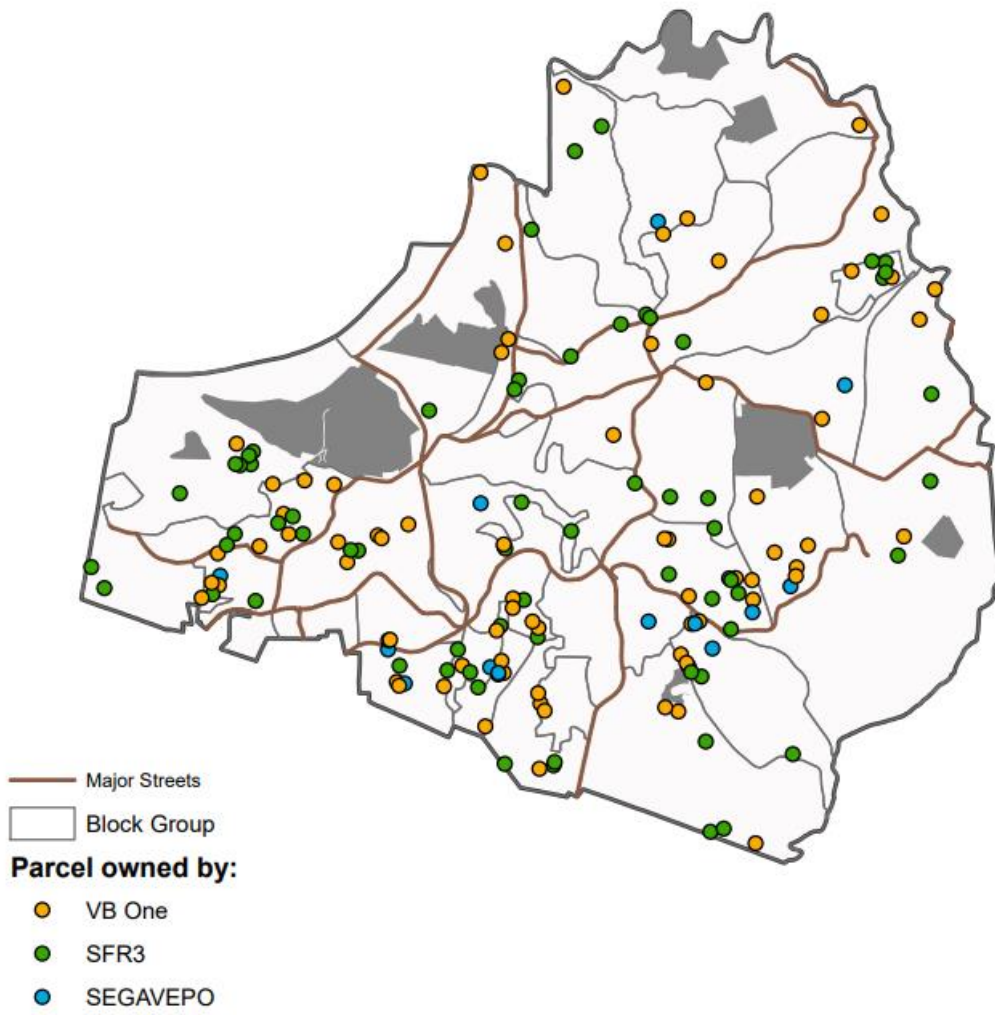 Major Streets
Block Group
Parcel owned by:
VB One
SFR3
SEGAVEPO